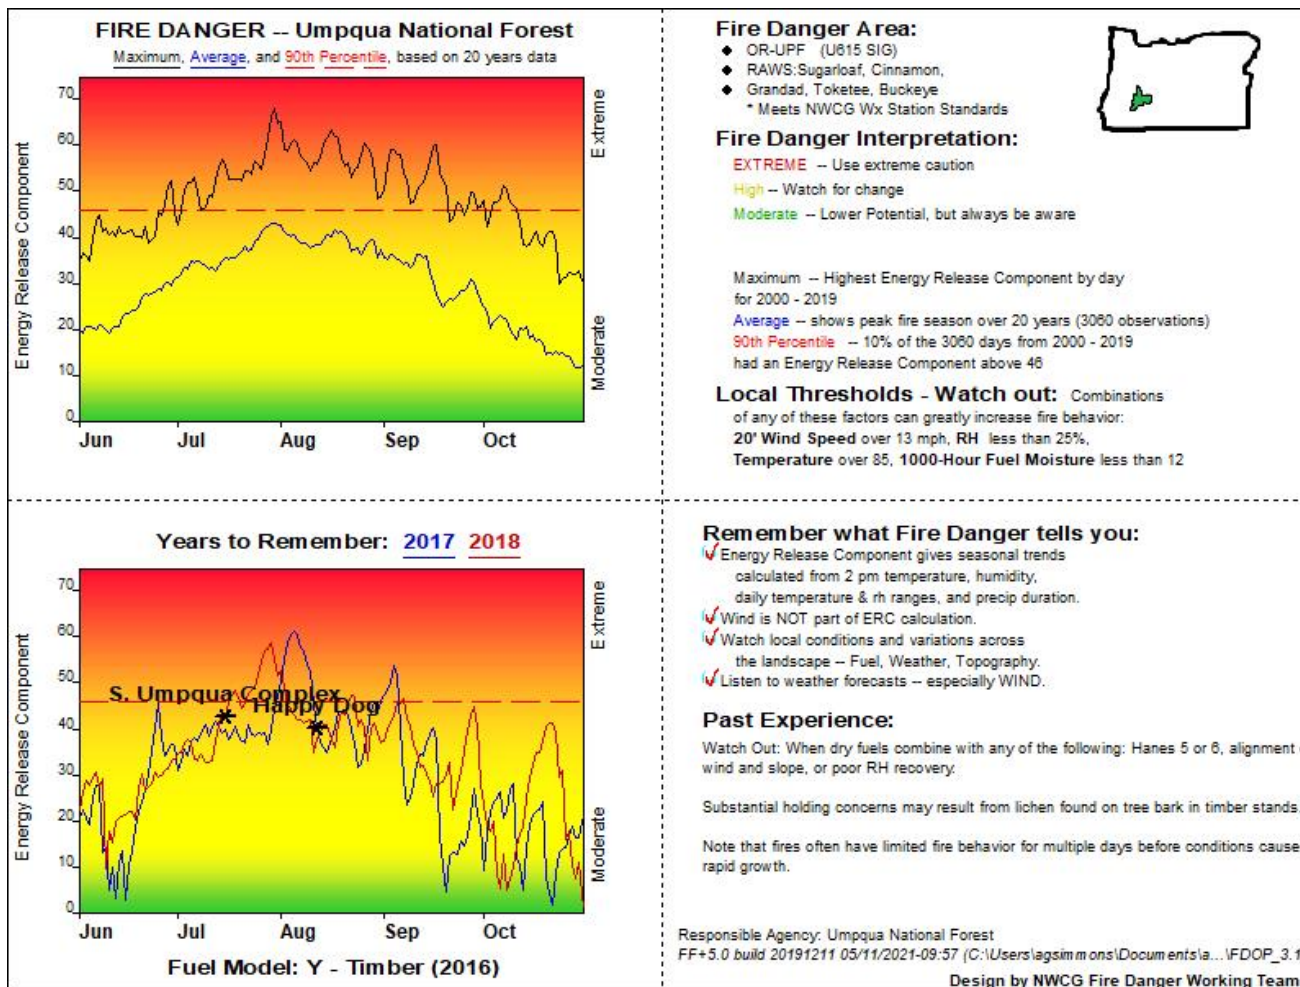 FIRE DANGER -- Umpqua National Forest
Maximum, Average, and 90th Percentile, based on 20 years data
Energy Release Component
70
60
50
40
30
20
10
0
Jun Jul Aug Sep Oct
Extreme
Moderate
Fire Danger Area:
◆ OR-UPF (U615 SIG)
◆ RAWS:Sugarloaf, Cinnamon,
◆ Grandad, Toketee, Buckeye
* Meets NWCG Wx Station Standards
Fire Danger Interpretation:
EXTREME -- Use extreme caution
High -- Watch for change
Moderate -- Lower Potential, but always be aware
Maximum -- Highest Energy Release Component by day
for 2000 - 2019
Average -- shows peak fire season over 20 years (3060 observations)
90th Percentile -- 10% of the 3060 days from 2000 - 2019
had an Energy Release Component above 46
Local Thresholds - Watch out: Combinations
of any of these factors can greatly increase fire behavior:
20' Wind Speed over 13 mph, RH less than 25%,
Temperature over 85, 1000-Hour Fuel Moisture less than 12
Years to Remember: 2017 2018
Energy Release Component
70
60
50
40
30
20
10
0
S. Umpqua Complex
Happy Dog
Jun Jul Aug Sep Oct
Extreme
Moderate
Fuel Model: Y - Timber (2016)
Remember what Fire Danger tells you:
Energy Release Component gives seasonal trends
calculated from 2 pm temperature, humidity,
daily temperature & rh ranges, and precip duration.
Wind is NOT part of ERC calculation.
Watch local conditions and variations across
the landscape -- Fuel, Weather, Topography.
Listen to weather forecasts -- especially WIND.
Past Experience:
Watch Out: When dry fuels combine with any of the following: Hanes 5 or 6, alignment
wind and slope, or poor RH recovery.
Substantial holding concerns may result from lichen found on tree bark in timber stands.
Note that fires often have limited fire behavior for multiple days before conditions cause
rapid growth.
Responsible Agency: Umpqua National Forest
FF+5.0 build 20191211 05/11/2021-09:57 (C:\Users\agsimmons\Documents\a...\FDOP_3.1
Design by NWCG Fire Danger Working Team